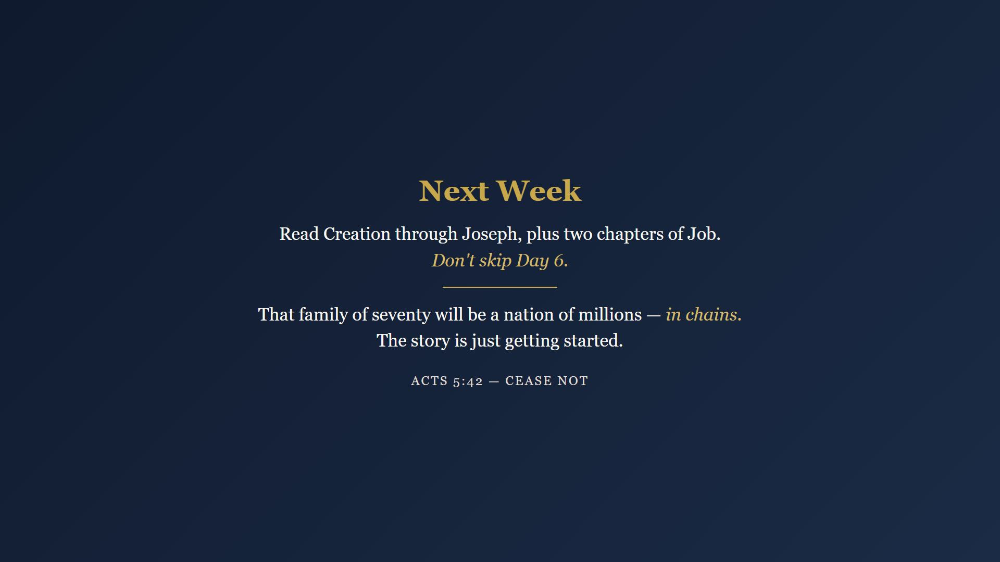 Next Week
Read Creation through Joseph, plus two chapters of Job.
Don't skip Day 6.
That family of seventy will be a nation of millions — in chains.
The story is just getting started.
ACTS 5:42 — CEASE NOT